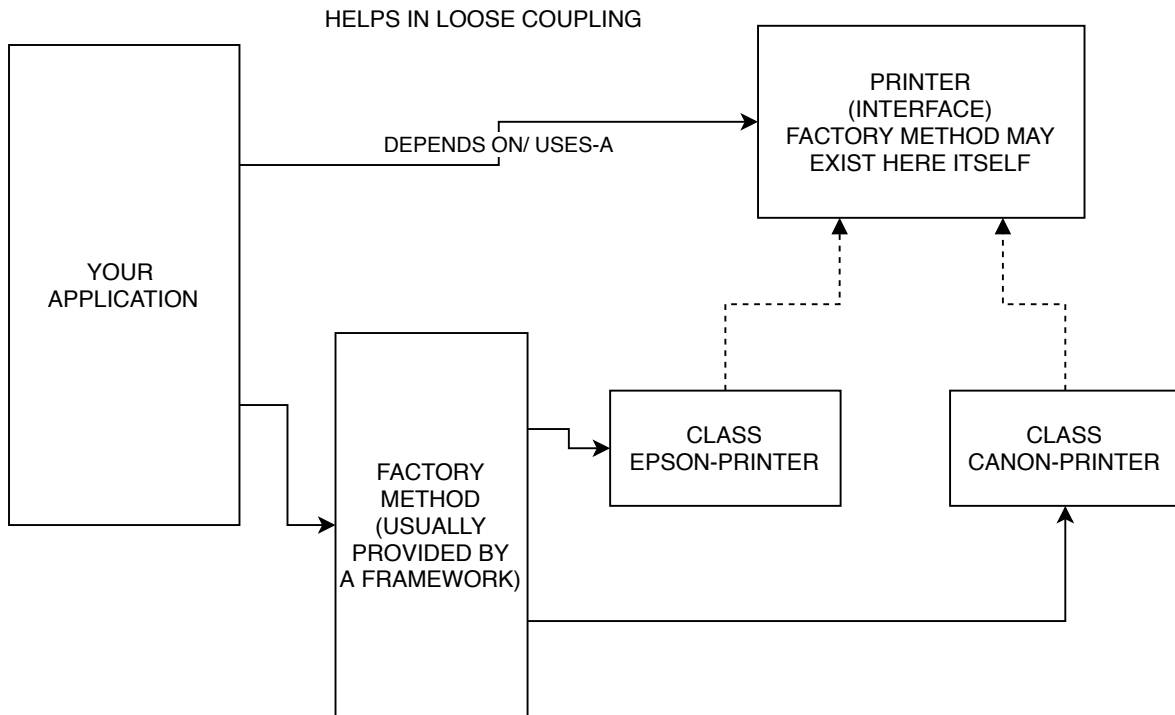 HELPS IN LOOSE COUPLING
PRINTER
(INTERFACE)
FACTORY METHOD MAY
EXIST HERE ITSELF
DEPENDS ON/ USES-A
YOUR
APPLICATION
CLASS
EPSON-PRINTER
CLASS
CANON-PRINTER
FACTORY
METHOD
(USUALLY
PROVIDED BY
A FRAMEWORK)